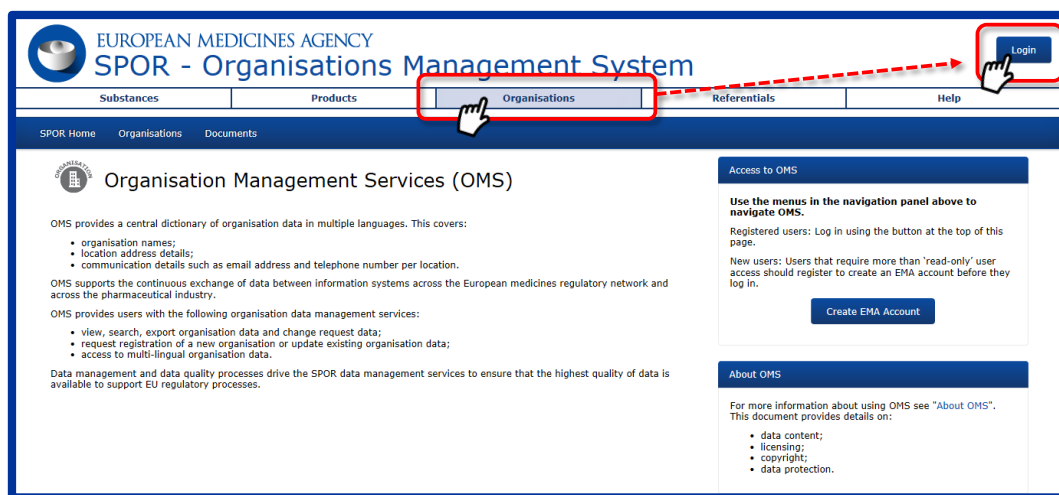 EUROPEAN MEDICINES AGENCY
SPOR - Organisations Management System
Login
Substances
Products
Organisations
Referentials
Help
SPOR Home
Organisations
Documents
ORGANISATION
Organisation Management Services (OMS)
OMS provides a central dictionary of organisation data in multiple languages. This covers:
• organisation names;
• location address details;
• communication details such as email address and telephone number per location.
OMS supports the continuous exchange of data between information systems across the European medicines regulatory network and
across the pharmaceutical industry.
OMS provides users with the following organisation data management services:
• view, search, export organisation data and change request data;
• request registration of a new organisation or update existing organisation data;
• access to multi-lingual organisation data.
Data management and data quality processes drive the SPOR data management services to ensure that the highest quality of data is
available to support EU regulatory processes.
Access to OMS
Use the menus in the navigation panel above to
navigate OMS.
Registered users: Log in using the button at the top of this
page.
New users: Users that require more than 'read-only' user
access should register to create an EMA account before they
log in.
Create EMA Account
About OMS
For more information about using OMS see "About OMS".
This document provides details on:
• data content;
• licensing;
• copyright;
• data protection.